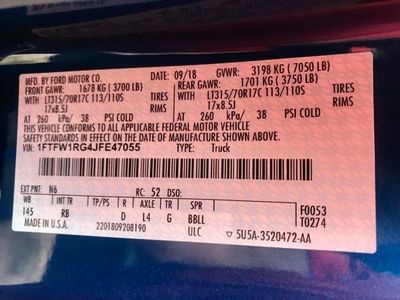 MFD. BY FORD MOTOR CO.
DATE: 09/18 GVWR: 3198 KG ( 7050 LB)
FRONT GAWR: 1678 KG ( 3700 LB) REAR GAWR: 1701 KG ( 3750 LB)
WITH LT315/70R17C 113/110S TIRES WITH LT315/70R17C 113/110S TIRES
17x8.5J RIMS 17x8.5J RIMS
AT 260 kPa/ 38 PSI COLD AT 260 kPa/ 38 PSI COLD
THIS VEHICLE CONFORMS TO ALL APPLICABLE FEDERAL MOTOR VEHICLE SAFETY AND THEFT PREVENTION STANDARDS IN EFFECT ON THE DATE OF MANUFACTURE SHOWN ABOVE.
VIN: 1FTFW1RG4JFE47055 TYPE: Truck
EXT PNT: N6 RC: 52 DSO:
WB TP/PS R AXLE TR SPR
145 RB D L4 G BBLL F0053
ULC T0274
MADE IN U.S.A. 2201809208190 5U5A-3520472-AA